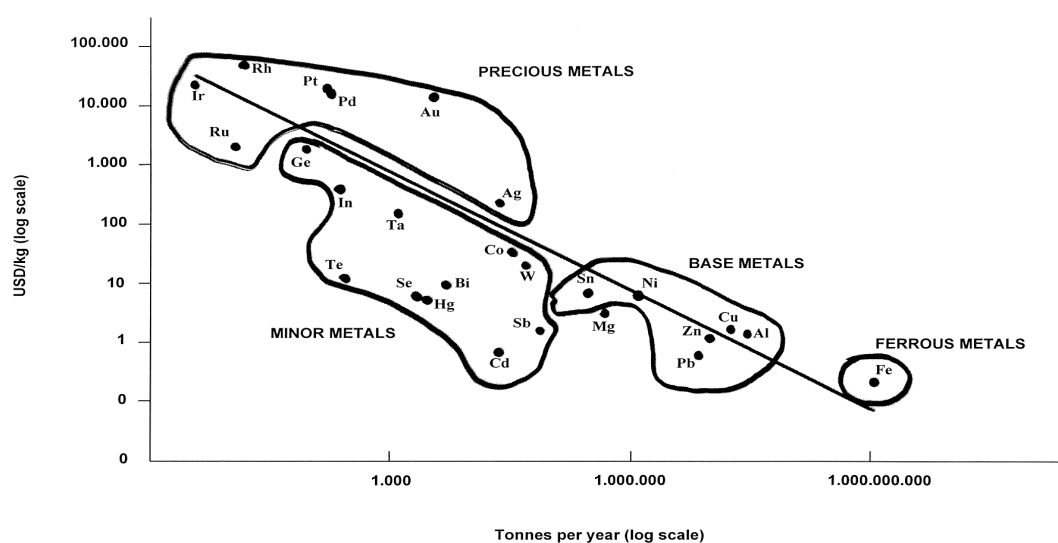 100.000
10.000
1.000
100
10
1
0
0
USD/kg (log scale)
PRECIOUS METALS
Rh
Ir
Pt
Pd
Au
Ru
Ge
In
Ag
Ta
Co
W
Te
Se
Hg
Bi
Sb
Cd
MINOR METALS
BASE METALS
Sn
Ni
Mg
Cu
Zn
Al
Pb
FERROUS METALS
Fe
1.000
1.000.000
1.000.000.000
Tonnes per year (log scale)